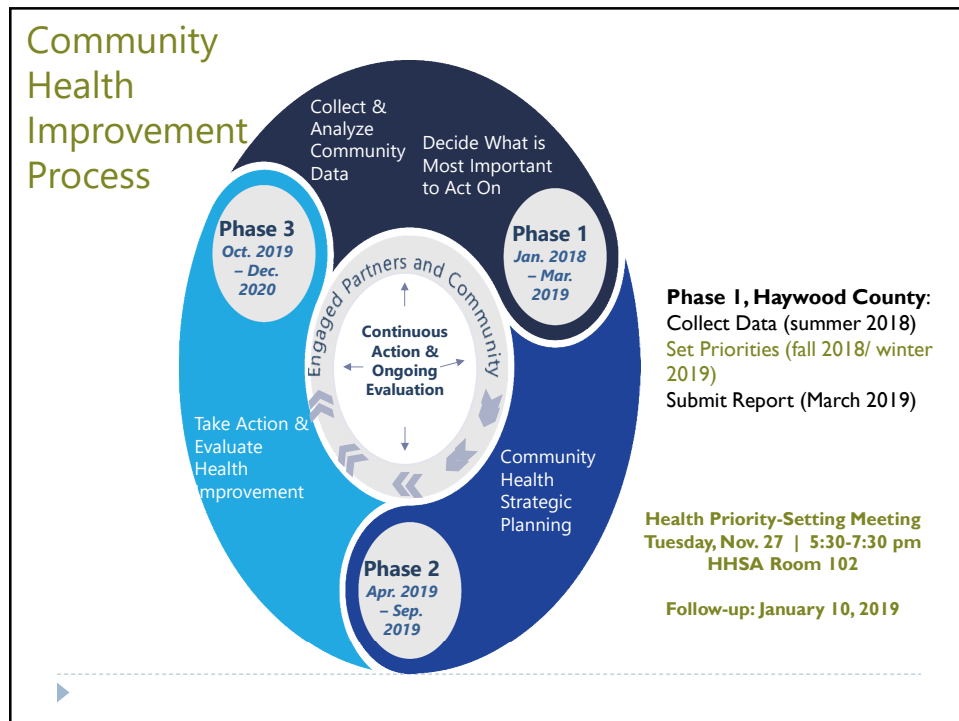 Community
Health
Improvement
Process
Collect &
Analyze
Community
Data
Decide What is
Most Important
to Act On
Phase 1
Jan. 2018
– Mar.
2019
Phase 3
Oct. 2019
– Dec.
2020
Engaged Partners and Community
Continuous
Action &
Ongoing
Evaluation
Take Action &
Evaluate
Health
Improvement
Community
Health
Strategic
Planning
Phase 2
Apr. 2019
– Sep.
2019
Phase 1, Haywood County:
Collect Data (summer 2018)
Set Priorities (fall 2018/ winter
2019)
Submit Report (March 2019)
Health Priority-Setting Meeting
Tuesday, Nov. 27 | 5:30-7:30 pm
HHSA Room 102
Follow-up: January 10, 2019